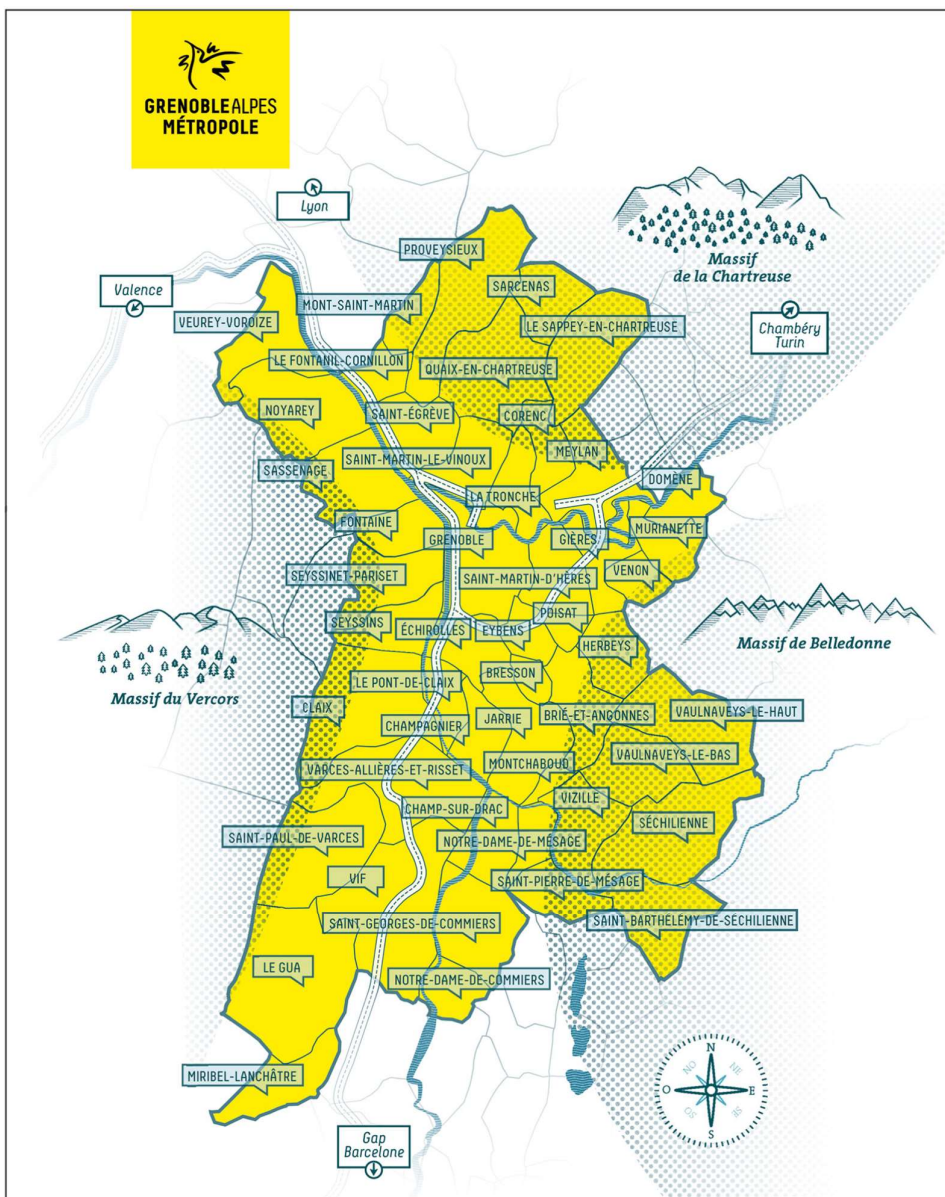 GRENOBLEALPES
MÉTROPOLE
Lyon
Valence
PROVEYSIEUX
SARCENAS
Massif
de la Chartreuse
MONT-SAINT-MARTIN
VEUREY-VOROIZE
LE SAPPEY-EN-CHARTREUSE
Chambéry
Turin
LE FONTANIL-CORNILLON
QUAIX-EN-CHARTREUSE
NOYAREY
SAINT-ÉGRÈVE
CORENC
SAINT-MARTIN-LE-VINOUX
MEYLAN
SASSENAGE
DOMÈNE
LA TRONCHE
FONTAINE
MURIANETTE
GRENOBLE
GIÈRES
SEYSSINET-PARISET
SAINT-MARTIN-D'HÈRES
VENON
SEYSSINS
ÉCHIROLLES
EYBENS
POISAT
HERBEYS
Massif de Belledonne
Massif du Vercors
LE PONT-DE-CLAIX
BRESSON
CLAIX
CHAMPAGNIER
JARRIE
BRIÉ-ET-ANGONNES
VAULNAVEYS-LE-HAUT
VAULNAVEYS-LE-BAS
VARCES-ALLIÈRES-ET-RISSET
MONTCHABOUD
CHAMP-SUR-DRAC
VIZILLE
SÉCHILIENNE
SAINT-PAUL-DE-VARCES
NOTRE-DAME-DE-MÉSAGE
VIF
SAINT-PIERRE-DE-MÉSAGE
SAINT-GEORGES-DE-COMMIERS
SAINT-BARTHÉLÉMY-DE-SÉCHILIENNE
LE GUA
NOTRE-DAME-DE-COMMIERS
MIRIBEL-LANCHÂTRE
N
NO
NE
O
E
SO
SE
S
Gap
Barcelone